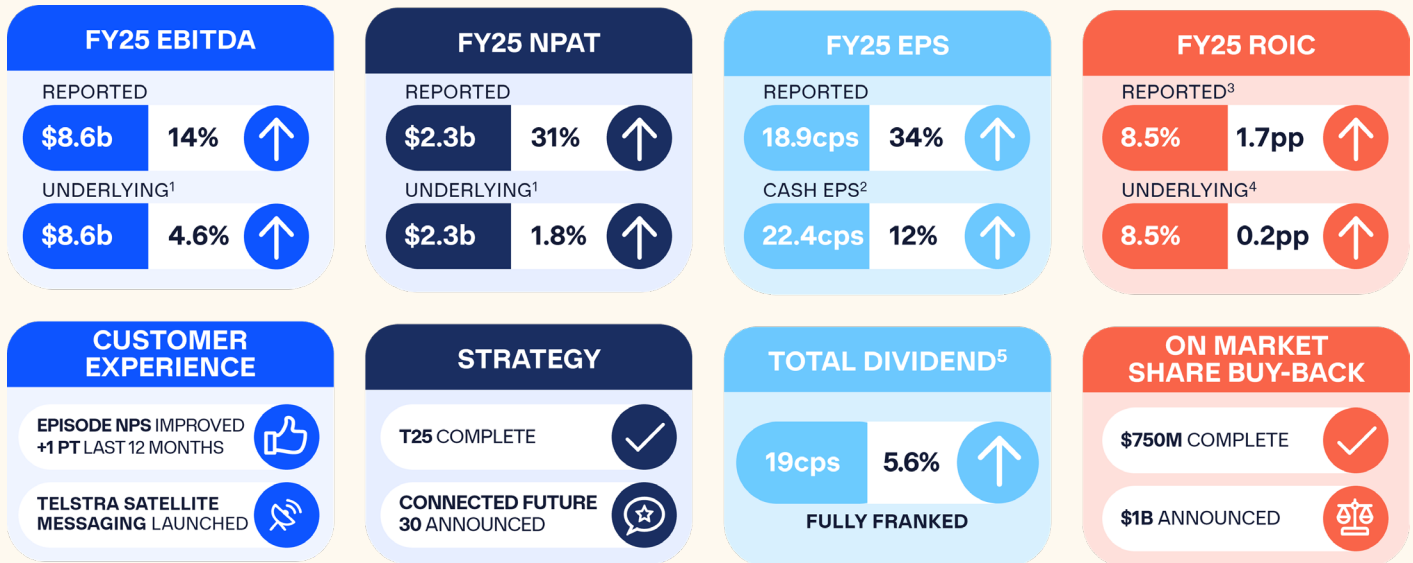 FY25 EBITDA
REPORTED
$8.6b 14%
UNDERLYING¹
$8.6b 4.6%
FY25 NPAT
REPORTED
$2.3b 31%
UNDERLYING¹
$2.3b 1.8%
FY25 EPS
REPORTED
18.9cps 34%
CASH EPS²
22.4cps 12%
FY25 ROIC
REPORTED³
8.5% 1.7pp
UNDERLYING⁴
8.5% 0.2pp
CUSTOMER
EXPERIENCE
EPISODE NPS IMPROVED
+1 PT LAST 12 MONTHS
TELSTRA SATELLITE
MESSAGING LAUNCHED
STRATEGY
T25 COMPLETE
CONNECTED FUTURE
30 ANNOUNCED
TOTAL DIVIDEND⁵
19cps 5.6%
FULLY FRANKED
ON MARKET
SHARE BUY-BACK
$750M COMPLETE
$1B ANNOUNCED